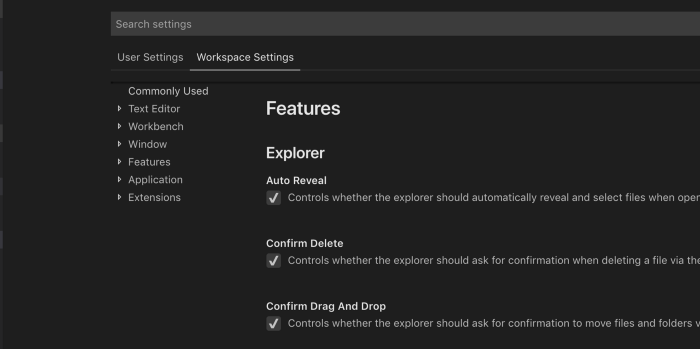 Search settings
User Settings Workspace Settings
Commonly Used
Text Editor
Workbench
Window
Features
Application
Extensions
Features
Explorer
Auto Reveal
Controls whether the explorer should automatically reveal and select files when oper
Confirm Delete
Controls whether the explorer should ask for confirmation when deleting a file via the
Confirm Drag And Drop
Controls whether the explorer should ask for confirmation to move files and folders v